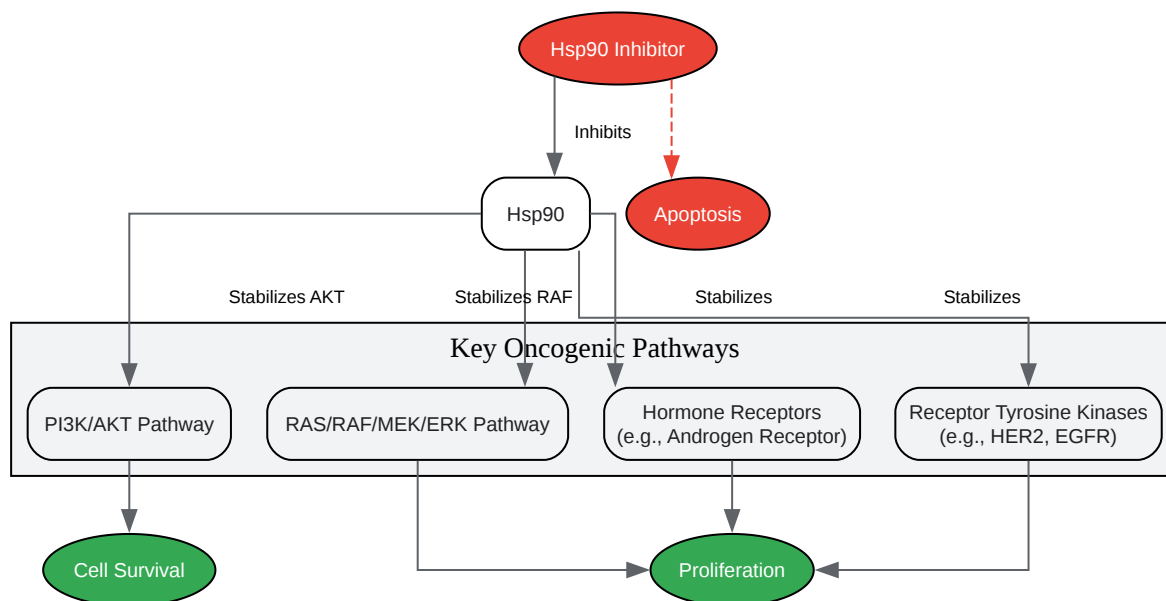 Hsp90 Inhibitor
Inhibits
Hsp90
Apoptosis
Stabilizes AKT
Stabilizes RAF
Stabilizes
Stabilizes
Key Oncogenic Pathways
PI3K/AKT Pathway
RAS/RAF/MEK/ERK Pathway
Hormone Receptors
(e.g., Androgen Receptor)
Receptor Tyrosine Kinases
(e.g., HER2, EGFR)
Cell Survival
Proliferation